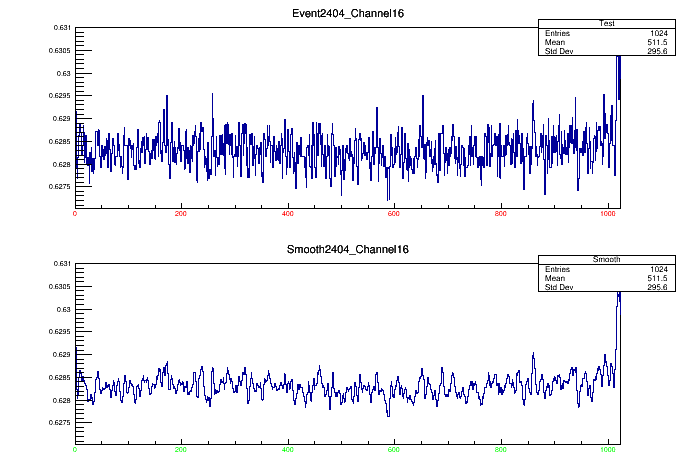 Event2404_Channel16
Test
Entries 1024
Mean 511.5
Std Dev 295.6
0.631
0.6305
0.63
0.6295
0.629
0.6285
0.628
0.6275
0 200 400 600 800 1000
Smooth2404_Channel16
Smooth
Entries 1024
Mean 511.5
Std Dev 295.6
0.631
0.6305
0.63
0.6295
0.629
0.6285
0.628
0.6275
0 200 400 600 800 1000